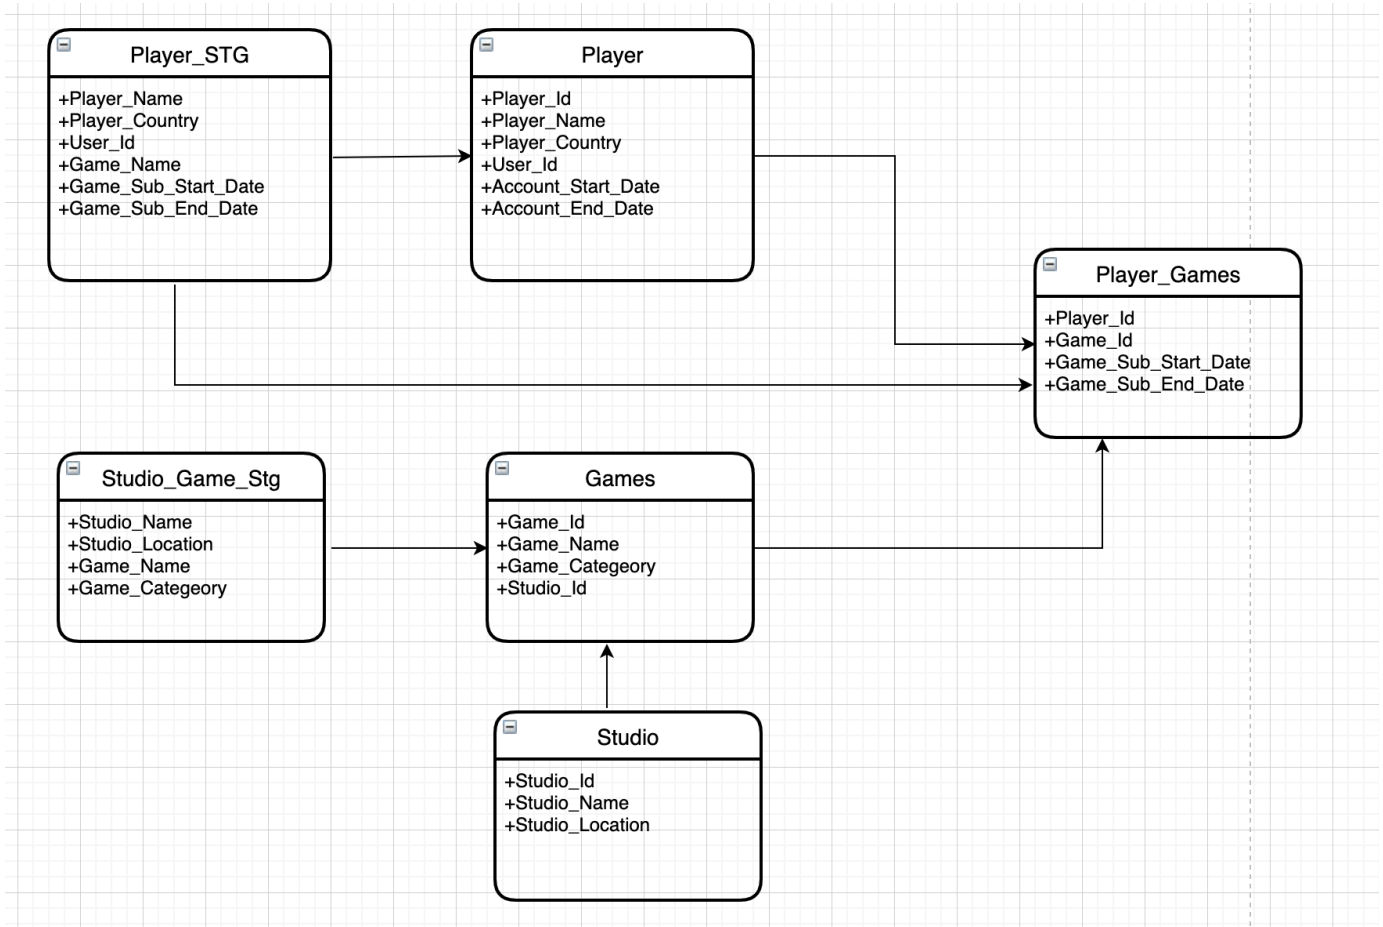 Player_STG
+Player_Name
+Player_Country
+User_Id
+Game_Name
+Game_Sub_Start_Date
+Game_Sub_End_Date
Player
+Player_Id
+Player_Name
+Player_Country
+User_Id
+Account_Start_Date
+Account_End_Date
Player_Games
+Player_Id
+Game_Id
+Game_Sub_Start_Date
+Game_Sub_End_Date
Studio_Game_Stg
+Studio_Name
+Studio_Location
+Game_Name
+Game_Categeory
Games
+Game_Id
+Game_Name
+Game_Categeory
+Studio_Id
Studio
+Studio_Id
+Studio_Name
+Studio_Location